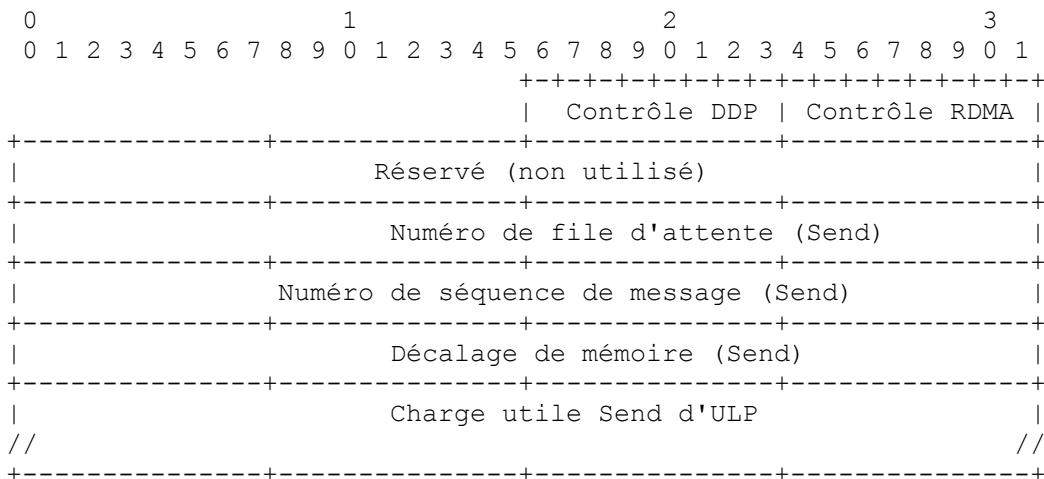 0                   1                   2                   3
0 1 2 3 4 5 6 7 8 9 0 1 2 3 4 5 6 7 8 9 0 1 2 3 4 5 6 7 8 9 0 1
+-+-+-+-+-+-+-+-+-+-+-+-+-+-+-+-+
| Contrôle DDP | Contrôle RDMA |
+---------------+---------------+---------------+---------------+
| Réservé (non utilisé) |
+---------------+---------------+---------------+---------------+
| Numéro de file d'attente (Send) |
+---------------+---------------+---------------+---------------+
| Numéro de séquence de message (Send) |
+---------------+---------------+---------------+---------------+
| Décalage de mémoire (Send) |
+---------------+---------------+---------------+---------------+
| Charge utile Send d'ULP |
// //
+---------------+---------------+---------------+---------------+